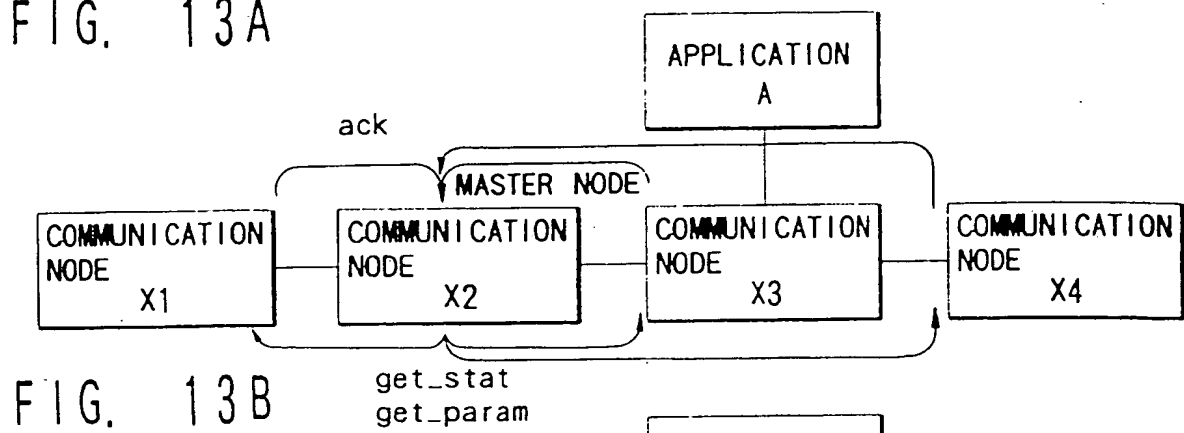 FIG. 13A
APPLICATION
A
ack
MASTER NODE
COMMUNICATION
NODE
X1
COMMUNICATION
NODE
X2
COMMUNICATION
NODE
X3
COMMUNICATION
NODE
X4
get_stat
get_param
FIG. 13B